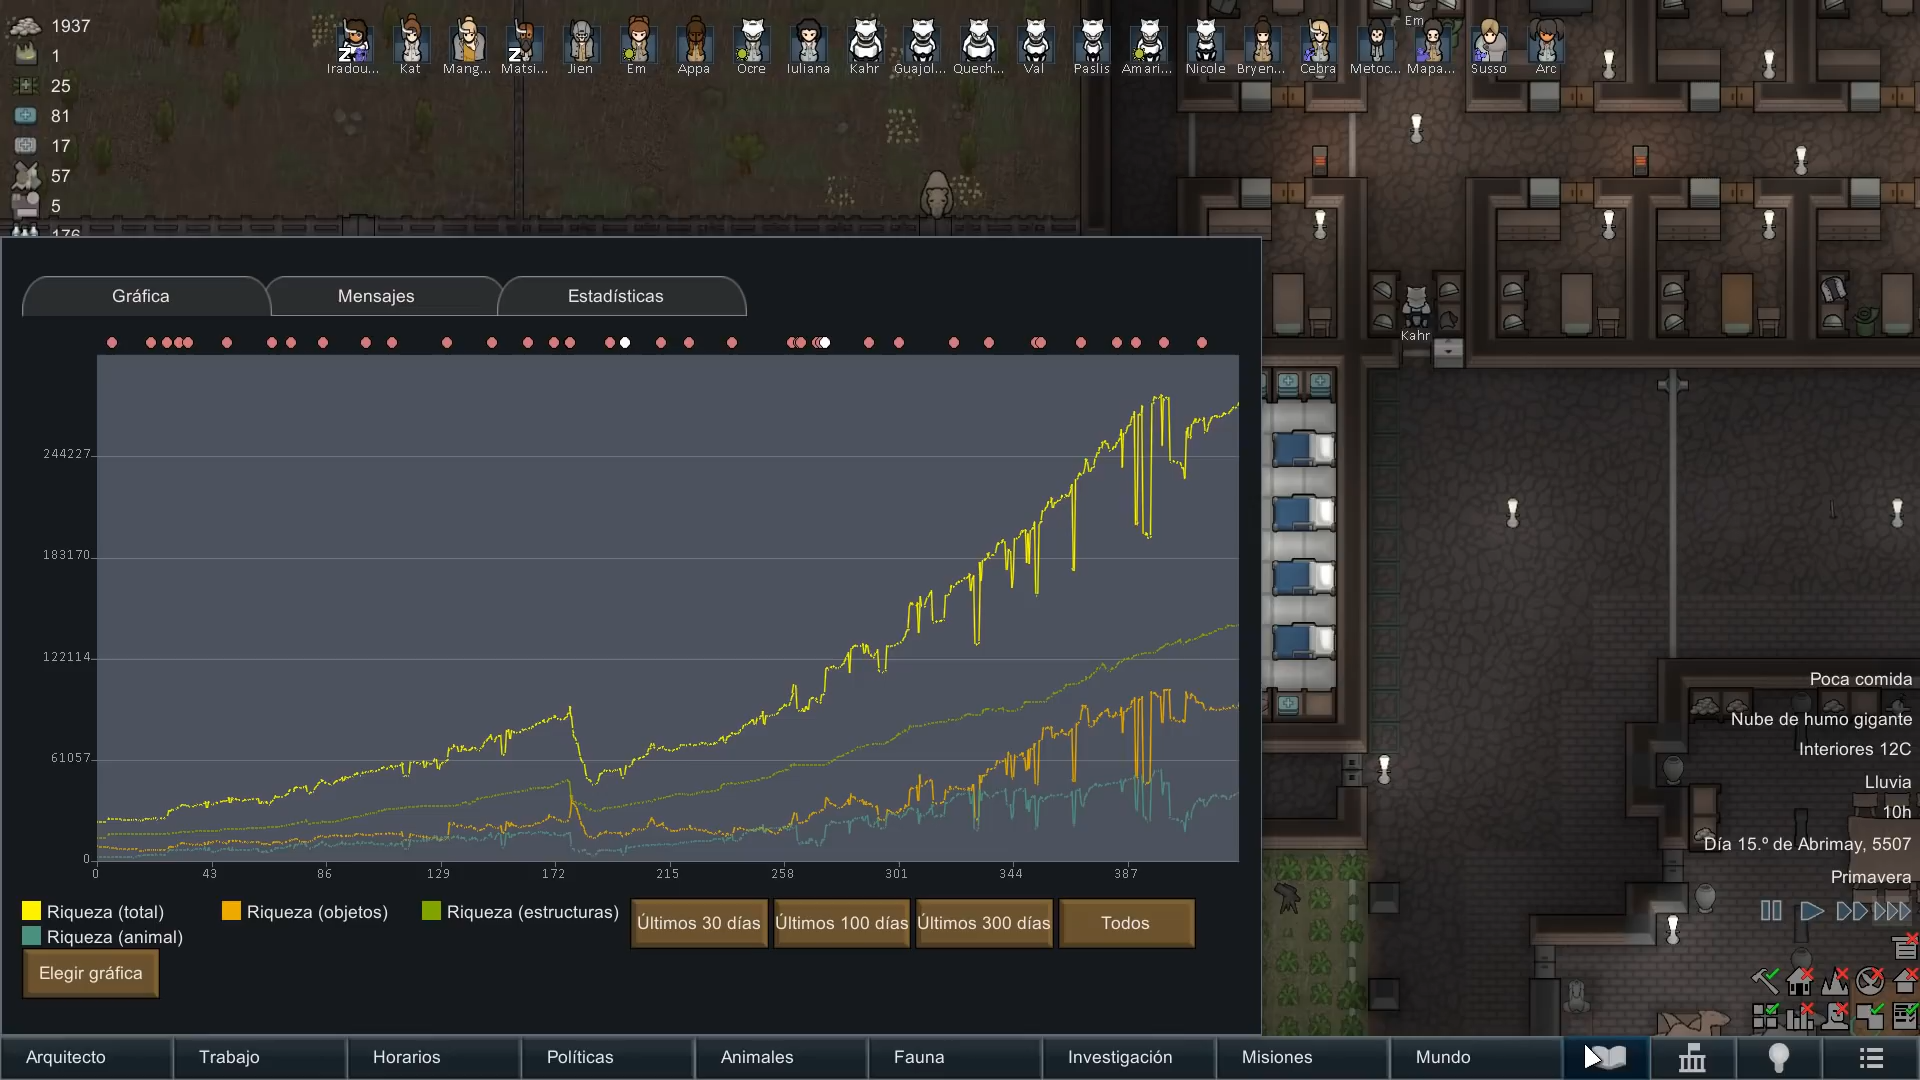 1937
1
25
81
17
57
5
176
Iradou...
Kat
Mang...
Matsi...
Jien
Em
Appa
Ocre
Iuliana
Kahr
Guajol...
Quech...
Val
Paslis
Amari...
Nicole
Bryen...
Cebra
Metoc...
Mapa...
Susso
Arc
Em
Kahr
Gráfica
Mensajes
Estadísticas
244227
183170
122114
61057
0
0 43 86 129 172 215 258 301 344 387
Riqueza (total)
Riqueza (objetos)
Riqueza (estructuras)
Riqueza (animal)
Últimos 30 días
Últimos 100 días
Últimos 300 días
Todos
Elegir gráfica
Poca comida
Nube de humo gigante
Interiores 12C
Lluvia
10h
Día 15.º de Abrimay, 5507
Primavera
Arquitecto
Trabajo
Horarios
Políticas
Animales
Fauna
Investigación
Misiones
Mundo